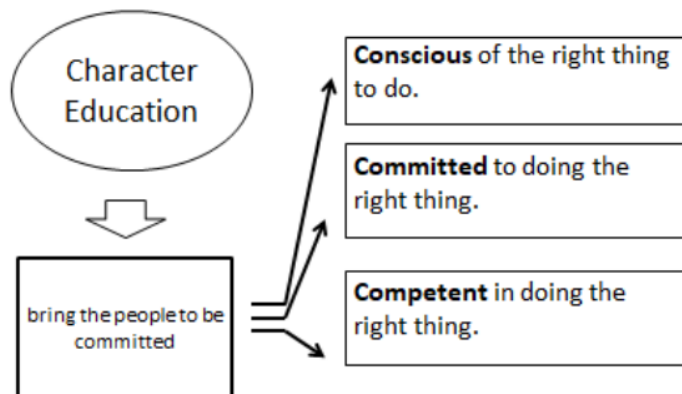 Character
Education
Conscious of the right thing
to do.
Committed to doing the
right thing.
bring the people to be
committed
Competent in doing the
right thing.